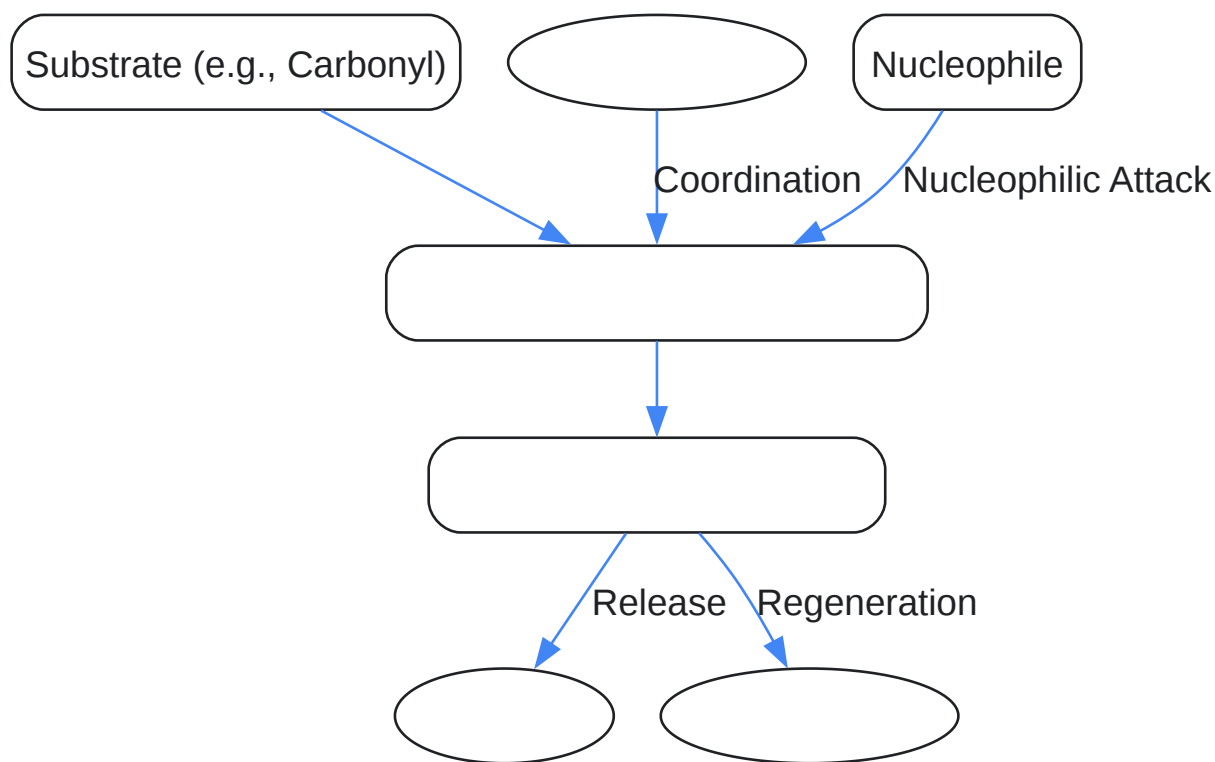 Substrate (e.g., Carbonyl)
Nucleophile
Coordination
Nucleophilic Attack
Release
Regeneration